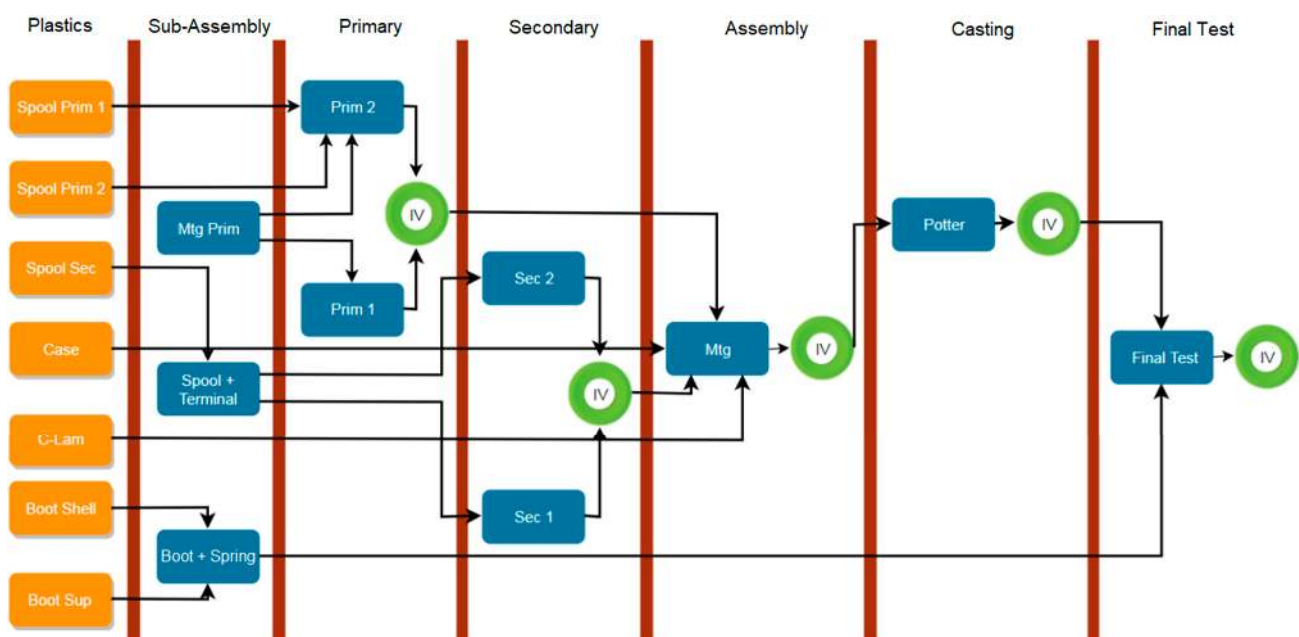 Plastics
Sub-Assembly
Primary
Secondary
Assembly
Casting
Final Test
Spool Prim 1
Prim 2
Spool Prim 2
Mtg Prim
IV
Potter
IV
Spool Sec
Sec 2
Prim 1
Case
Mtg
IV
Final Test
IV
Spool +
Terminal
IV
C-Lam
Boot Shell
Sec 1
Boot + Spring
Boot Sup